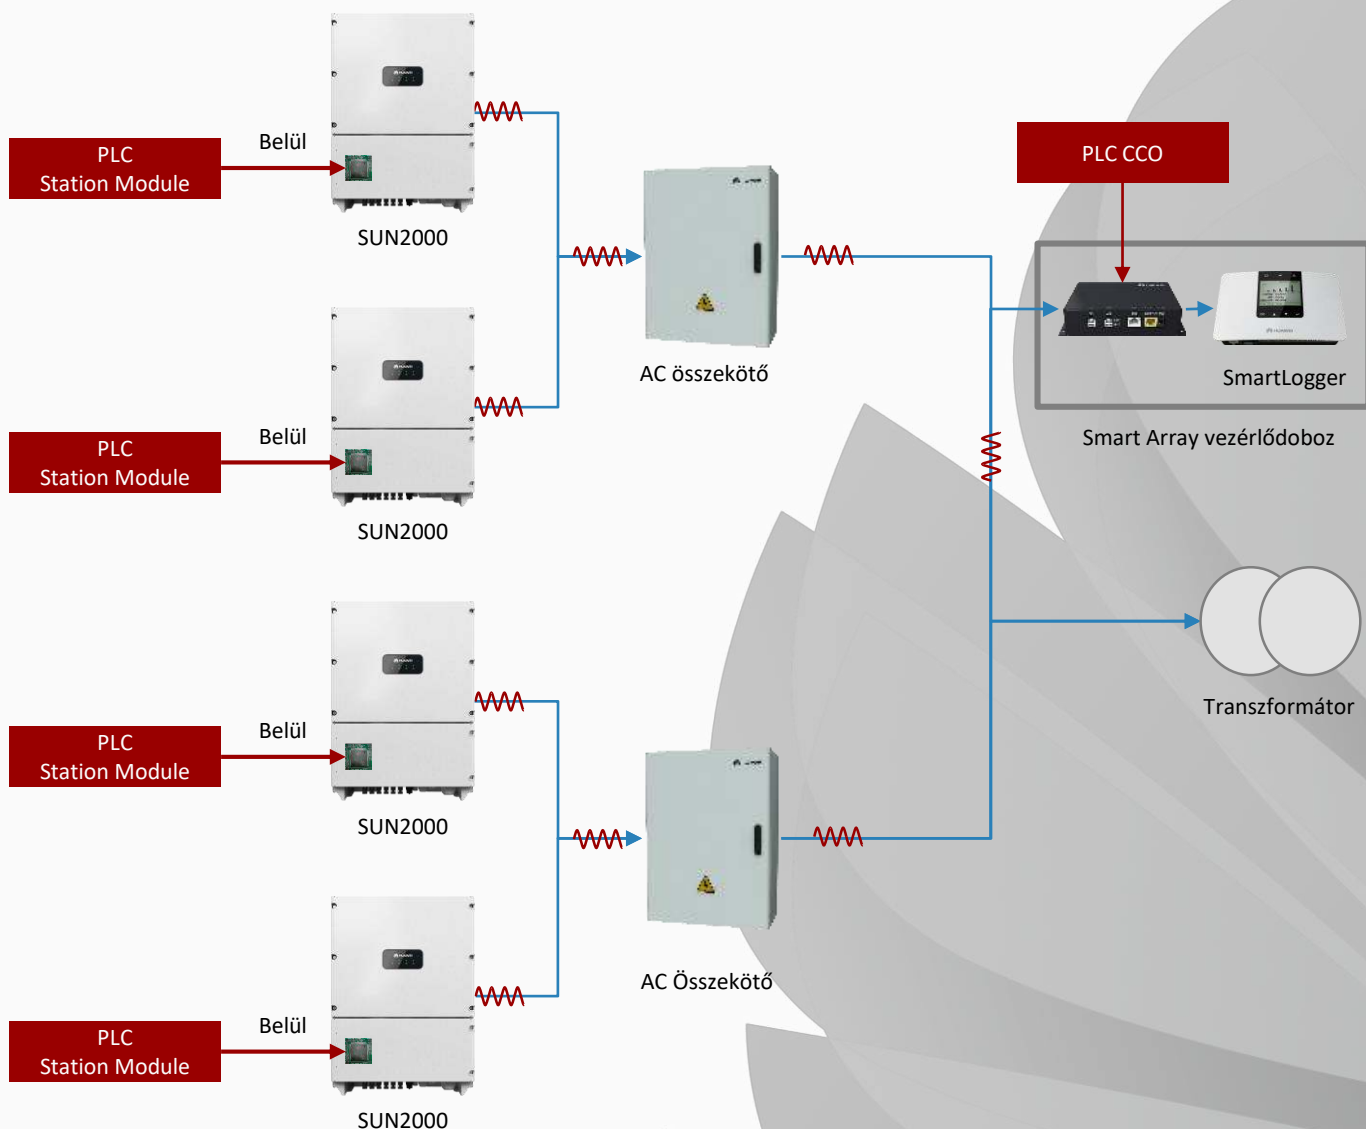 PLC
Station Module
Belül
SUN2000
PLC
Station Module
Belül
SUN2000
AC összekötő
PLC CCO
SmartLogger
Smart Array vezérlődoboz
Transzformátor
PLC
Station Module
Belül
SUN2000
PLC
Station Module
Belül
SUN2000
AC Összekötő